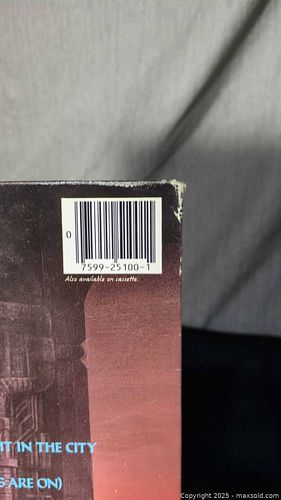 0
7599-25100-1
Also available on cassette.
IT IN THE CITY
S ARE ON)
Copyright © 2025 - maxsold.com